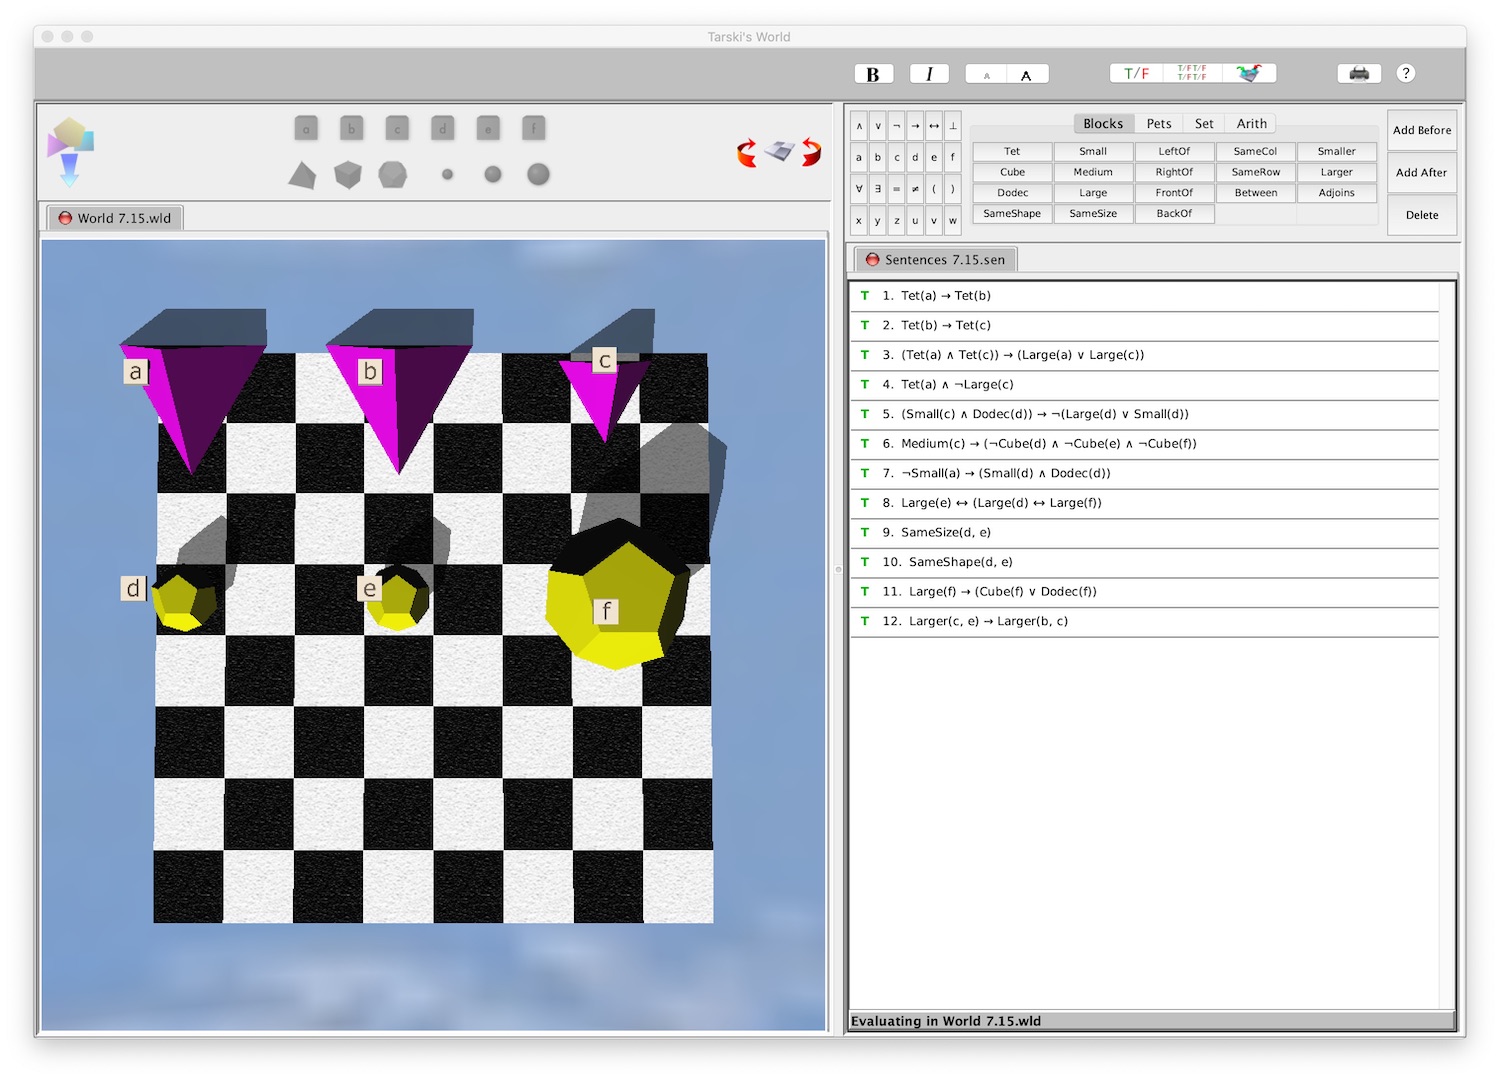 Tarski's World
B I A A T/F T/F T/F T/F T/F ?
a b c d e f
World 7.15.wld
a b c
d e f
∧ ∨ ¬ → ↔ ⊥
a b c d e f
∀ ∃ = ≠ ( )
x y z u v w
Blocks Pets Set Arith
Tet Small LeftOf SameCol Smaller
Cube Medium RightOf SameRow Larger
Dodec Large FrontOf Between Adjoins
SameShape SameSize BackOf
Add Before
Add After
Delete
Sentences 7.15.sen
T 1. Tet(a) → Tet(b)
T 2. Tet(b) → Tet(c)
T 3. (Tet(a) ∧ Tet(c)) → (Large(a) ∨ Large(c))
T 4. Tet(a) ∧ ¬Large(c)
T 5. (Small(c) ∧ Dodec(d)) → ¬(Large(d) ∨ Small(d))
T 6. Medium(c) → (¬Cube(d) ∧ ¬Cube(e) ∧ ¬Cube(f))
T 7. ¬Small(a) → (Small(d) ∧ Dodec(d))
T 8. Large(e) ↔ (Large(d) ↔ Large(f))
T 9. SameSize(d, e)
T 10. SameShape(d, e)
T 11. Large(f) → (Cube(f) ∨ Dodec(f))
T 12. Larger(c, e) → Larger(b, c)
Evaluating in World 7.15.wld